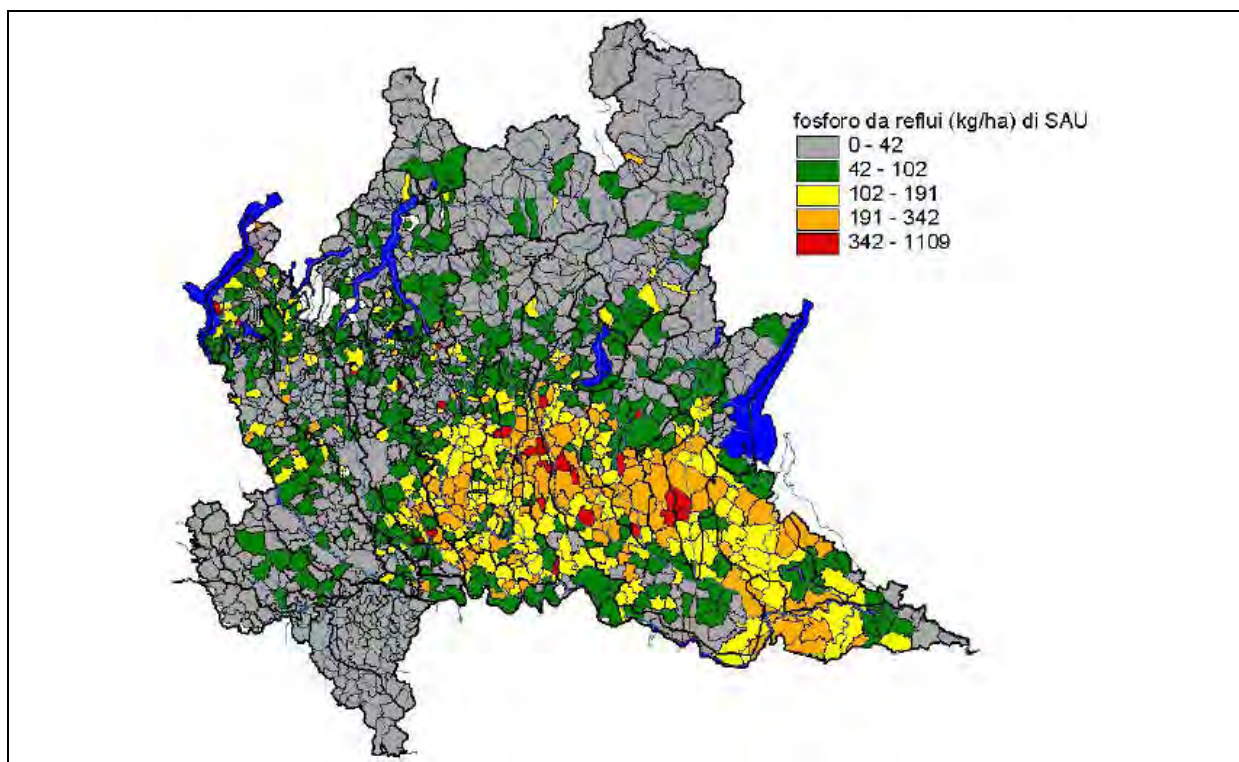 fosforo da reflui (kg/ha) di SAU
0 - 42
42 - 102
102 - 191
191 - 342
342 - 1109